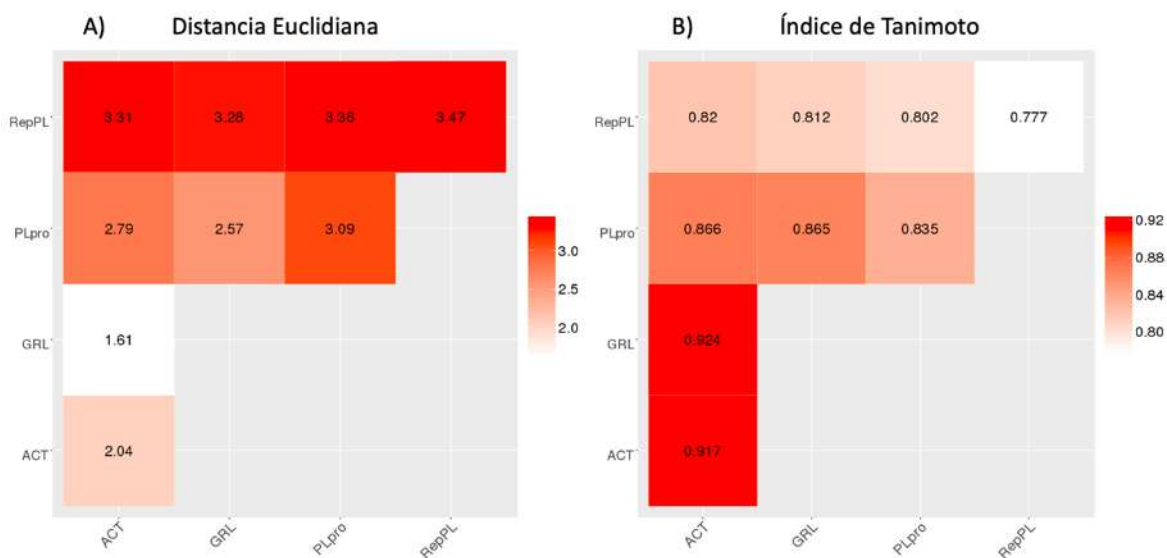 A) Distancia Euclidiana
RepPL 3.31 3.28 3.36 3.47
PLpro 2.79 2.57 3.09
GRL 1.61
ACT 2.04
ACT GRL PLpro RepPL
3.0
2.5
2.0
B) Índice de Tanimoto
RepPL 0.82 0.812 0.802 0.777
PLpro 0.866 0.865 0.835
GRL 0.924
ACT 0.917
ACT GRL PLpro RepPL
0.92
0.88
0.84
0.80